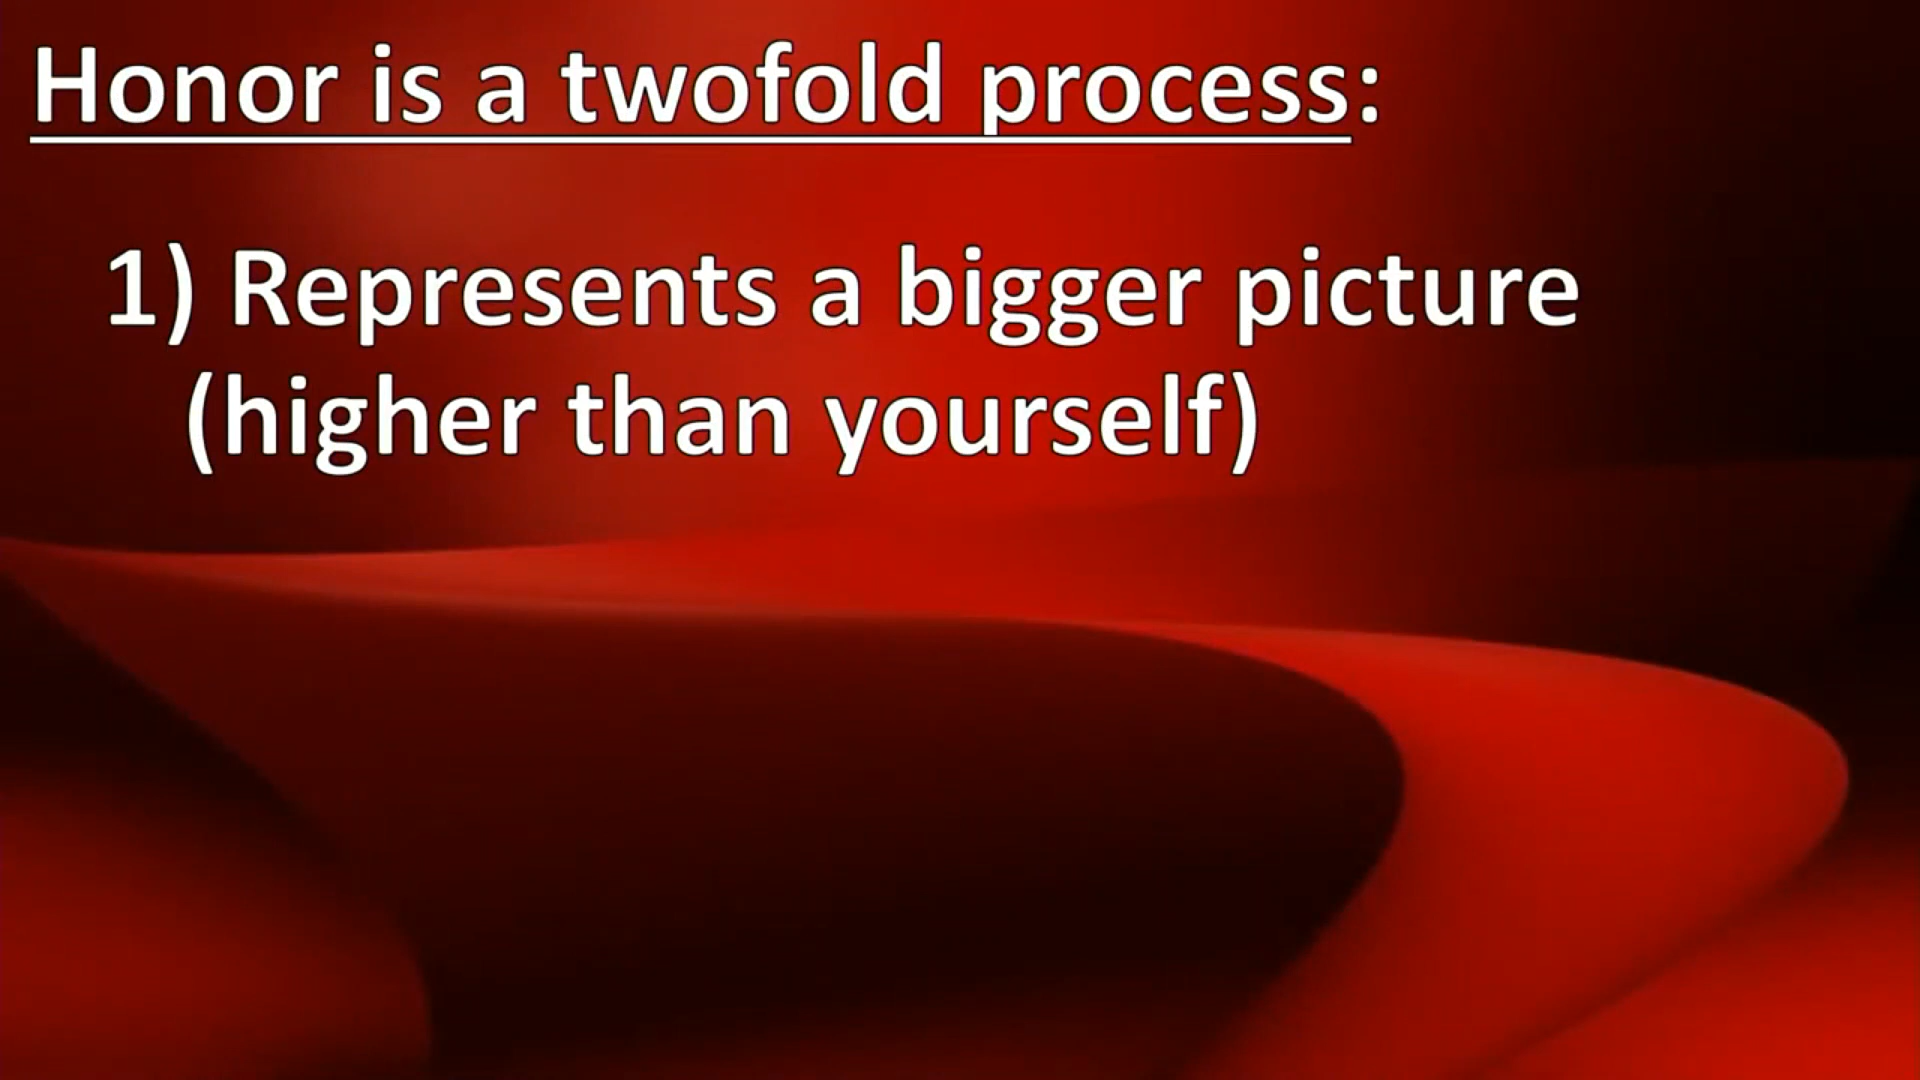 Honor is a twofold process:
1) Represents a bigger picture
(higher than yourself)